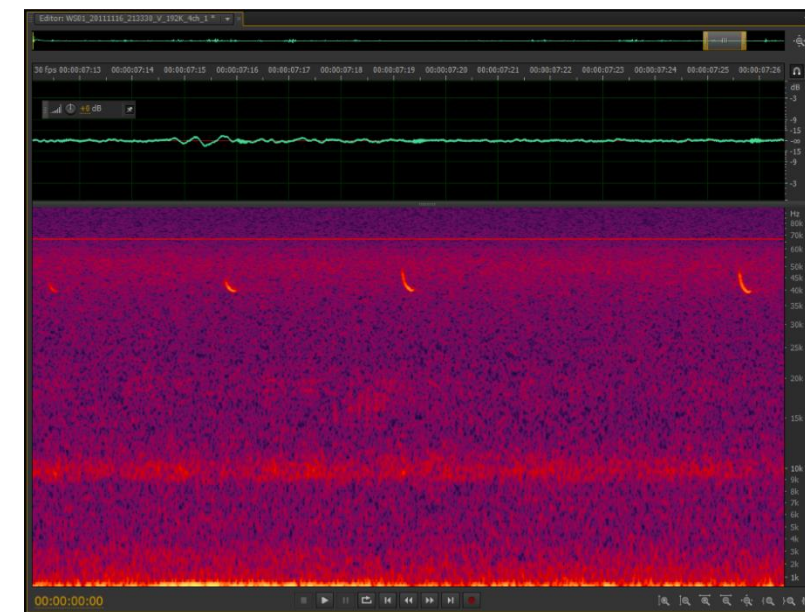 Editor: WS01_20111116_213330_V_192K_4ch_1 *
30 fps 00:00:07:13 00:00:07:14 00:00:07:15 00:00:07:16 00:00:07:17 00:00:07:18 00:00:07:19 00:00:07:20 00:00:07:21 00:00:07:22 00:00:07:23 00:00:07:24 00:00:07:25 00:00:07:26
dB
-3
+0 dB
-9
-15
-∞
-15
-9
-3
Hz
80k
70k
60k
50k
45k
40k
35k
30k
25k
20k
15k
10k
9k
8k
7k
6k
5k
4k
3k
2k
1k
00:00:00:00